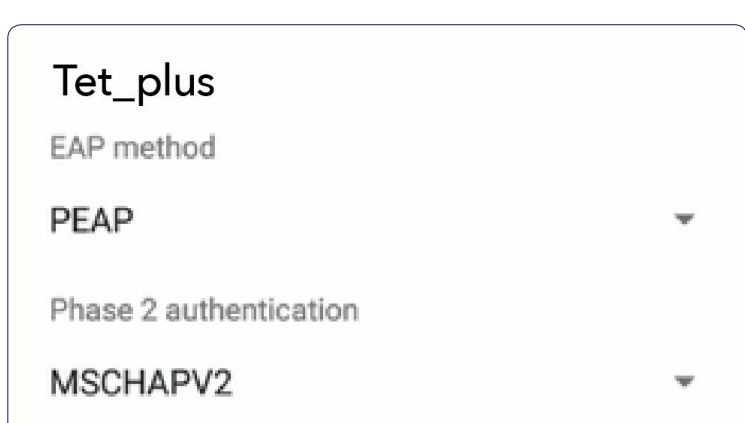 Tet_plus
EAP method
PEAP
Phase 2 authentication
MSCHAPV2